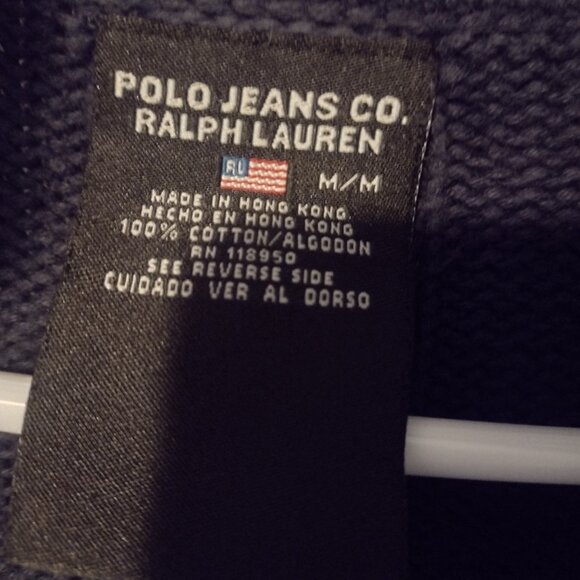 POLO JEANS CO.
RALPH LAUREN
RL
M/M
MADE IN HONG KONG
HECHO EN HONG KONG
100% COTTON/ALGODON
RN 118950
SEE REVERSE SIDE
CUIDADO VER AL DORSO